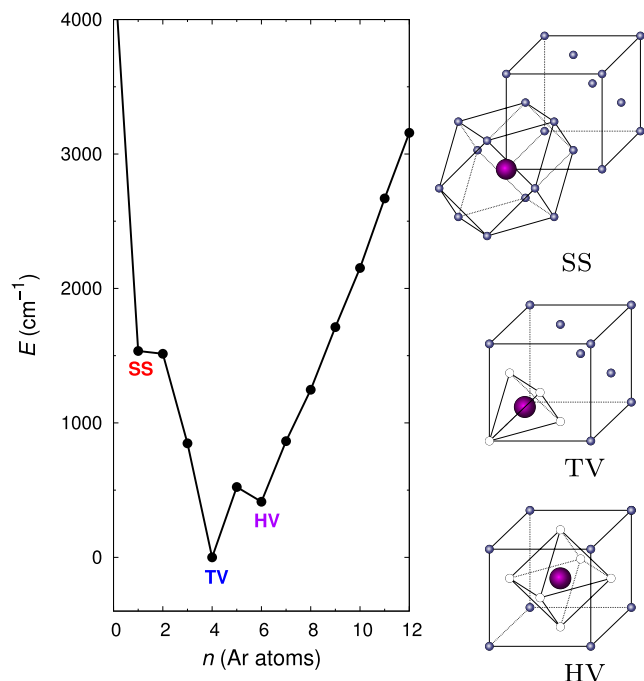 4000
3000
2000
1000
0
E (cm⁻¹)
0 2 4 6 8 10 12
n (Ar atoms)
SS
TV
HV
SS
TV
HV